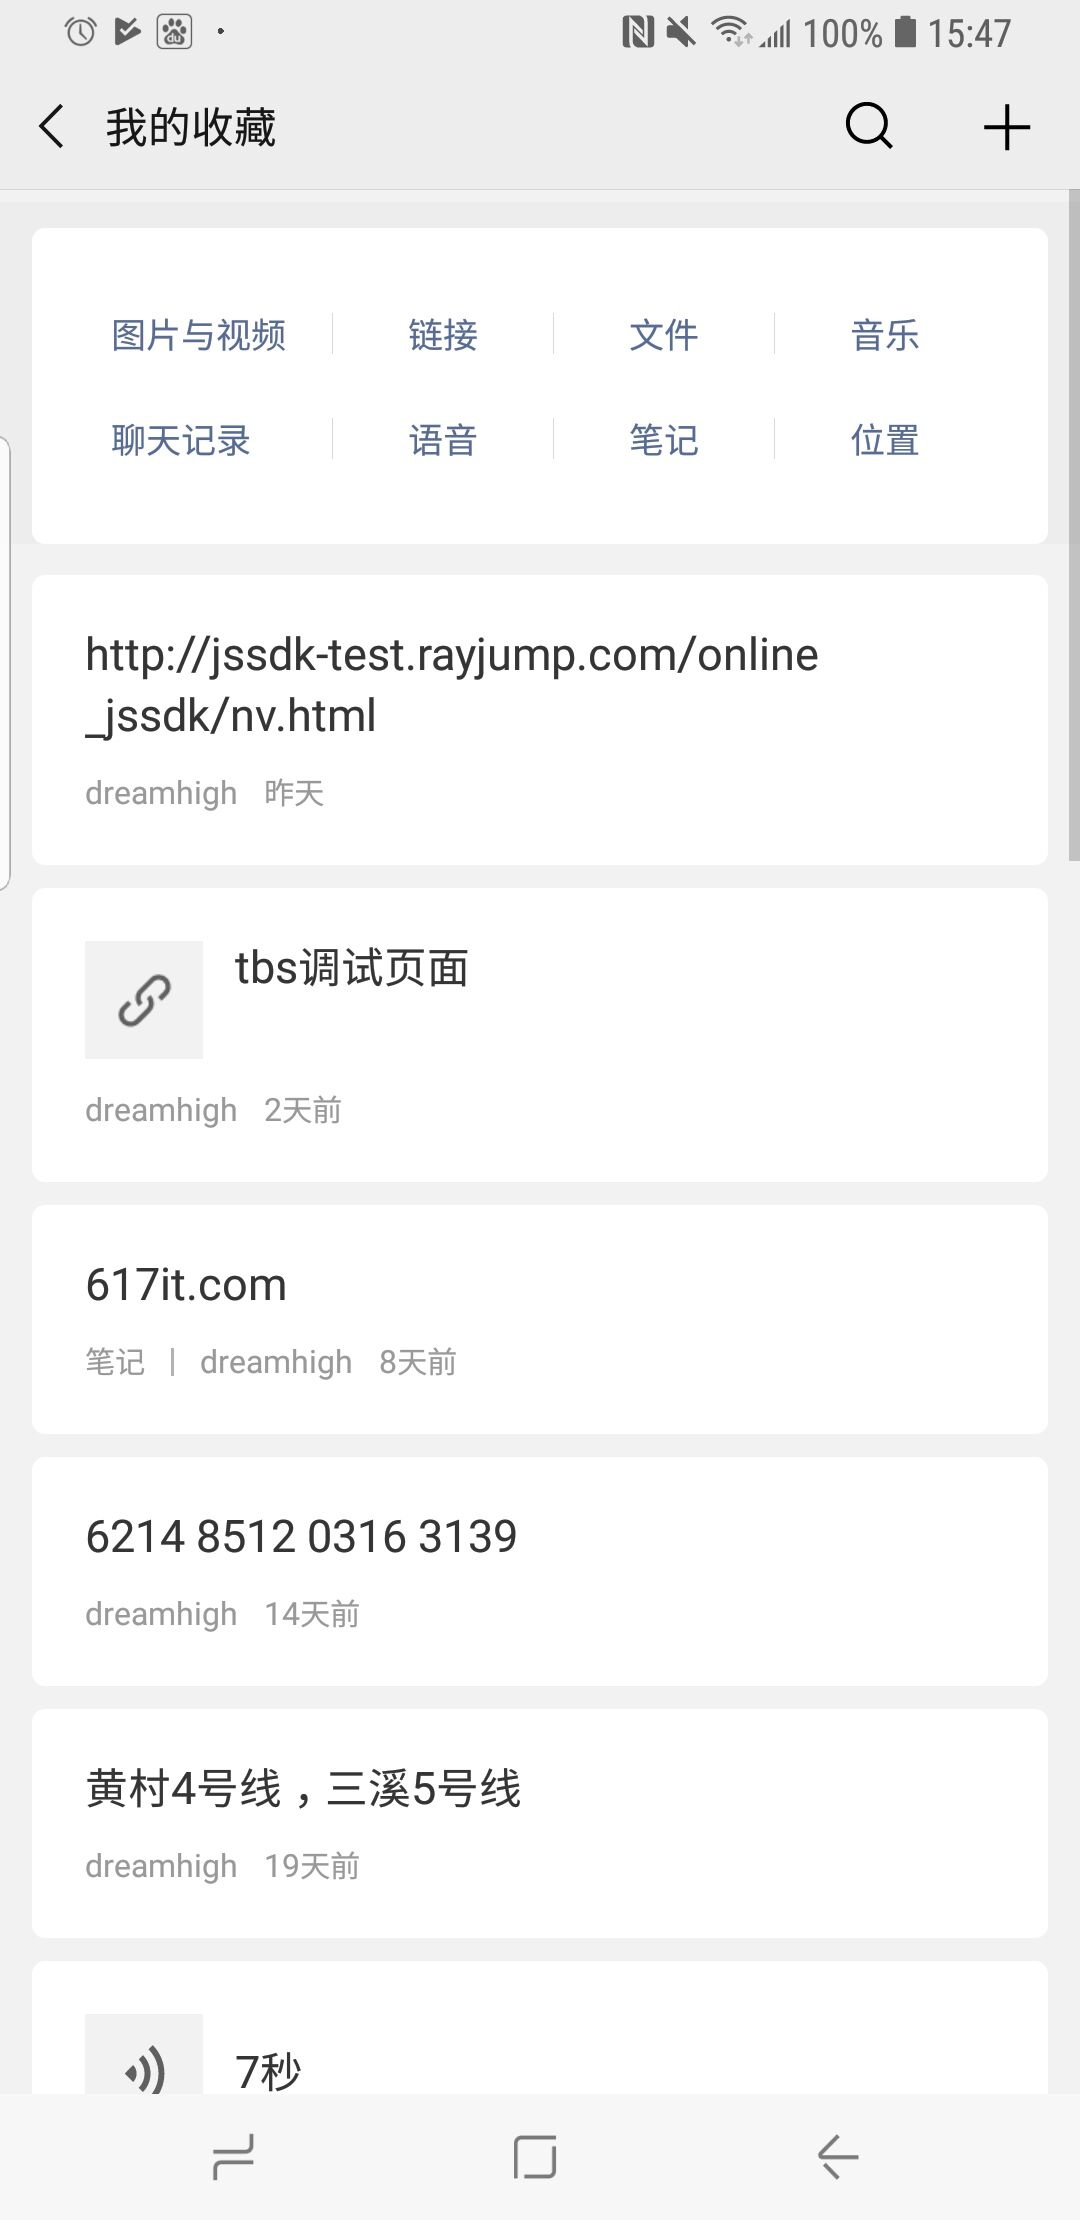 100% 15:47
我的收藏
图片与视频 链接 文件 音乐
聊天记录 语音 笔记 位置
http://jssdk-test.rayjump.com/online
_jssdk/nv.html
dreamhigh 昨天
tbs调试页面
dreamhigh 2天前
617it.com
笔记 | dreamhigh 8天前
6214 8512 0316 3139
dreamhigh 14天前
黄村4号线，三溪5号线
dreamhigh 19天前
7秒